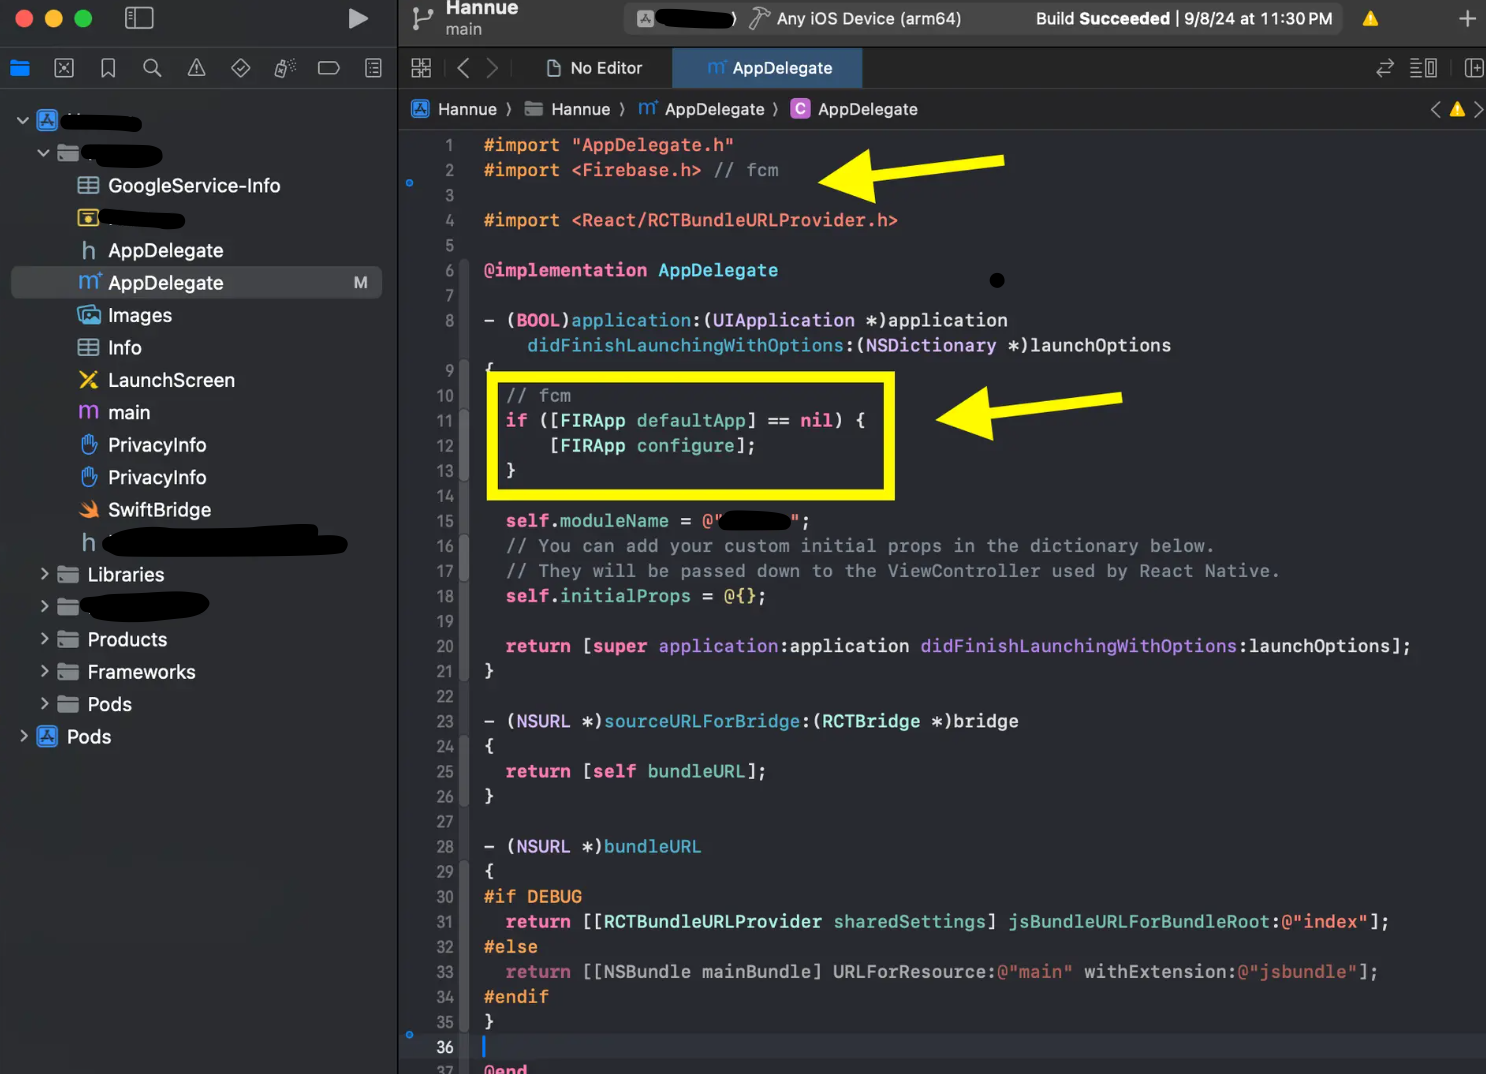 Hannue
main
Any iOS Device (arm64)
Build Succeeded | 9/8/24 at 11:30 PM
No Editor
AppDelegate
Hannue
Hannue
AppDelegate
C AppDelegate
GoogleService-Info
h AppDelegate
m AppDelegate M
Images
Info
LaunchScreen
m main
PrivacyInfo
PrivacyInfo
SwiftBridge
h
Libraries
Products
Frameworks
Pods
Pods
1 #import "AppDelegate.h"
2 #import <Firebase.h> // fcm
3
4 #import <React/RCTBundleURLProvider.h>
5
6 @implementation AppDelegate
7
8 - (BOOL)application:(UIApplication *)application
didFinishLaunchingWithOptions:(NSDictionary *)launchOptions
9 {
10 // fcm
11 if ([FIRApp defaultApp] == nil) {
12 [FIRApp configure];
13 }
14
15 self.moduleName = @"";
16 // You can add your custom initial props in the dictionary below.
17 // They will be passed down to the ViewController used by React Native.
18 self.initialProps = @{};
19
20 return [super application:application didFinishLaunchingWithOptions:launchOptions];
21 }
22
23 - (NSURL *)sourceURLForBridge:(RCTBridge *)bridge
24 {
25 return [self bundleURL];
26 }
27
28 - (NSURL *)bundleURL
29 {
30 #if DEBUG
31 return [[RCTBundleURLProvider sharedSettings] jsBundleURLForBundleRoot:@"index"];
32 #else
33 return [[NSBundle mainBundle] URLForResource:@"main" withExtension:@"jsbundle"];
34 #endif
35 }
36
37 @end